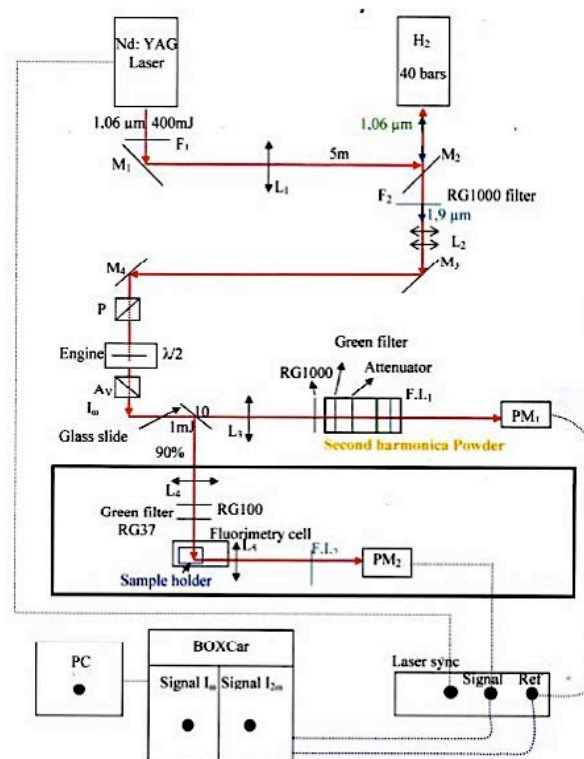 Nd: YAG
Laser
H2
40 bars
1,06 µm 400mJ
F1
1,06 µm
M1
5m
M2
L1
F2
RG1000 filter
1,9 µm
L2
M4
M3
P
Engine
λ/2
Green filter
Attenuator
RG1000
F.I.1
AV
Iω
10
1mJ
Glass slide
L3
PM1
Second harmonica Powder
90%
L4
Green filter
RG100
RG37
Fluorimetry cell
L5
F.I.2
PM2
Sample holder
BOXCar
PC
Signal Im
Signal I2m
Laser sync
Signal
Ref